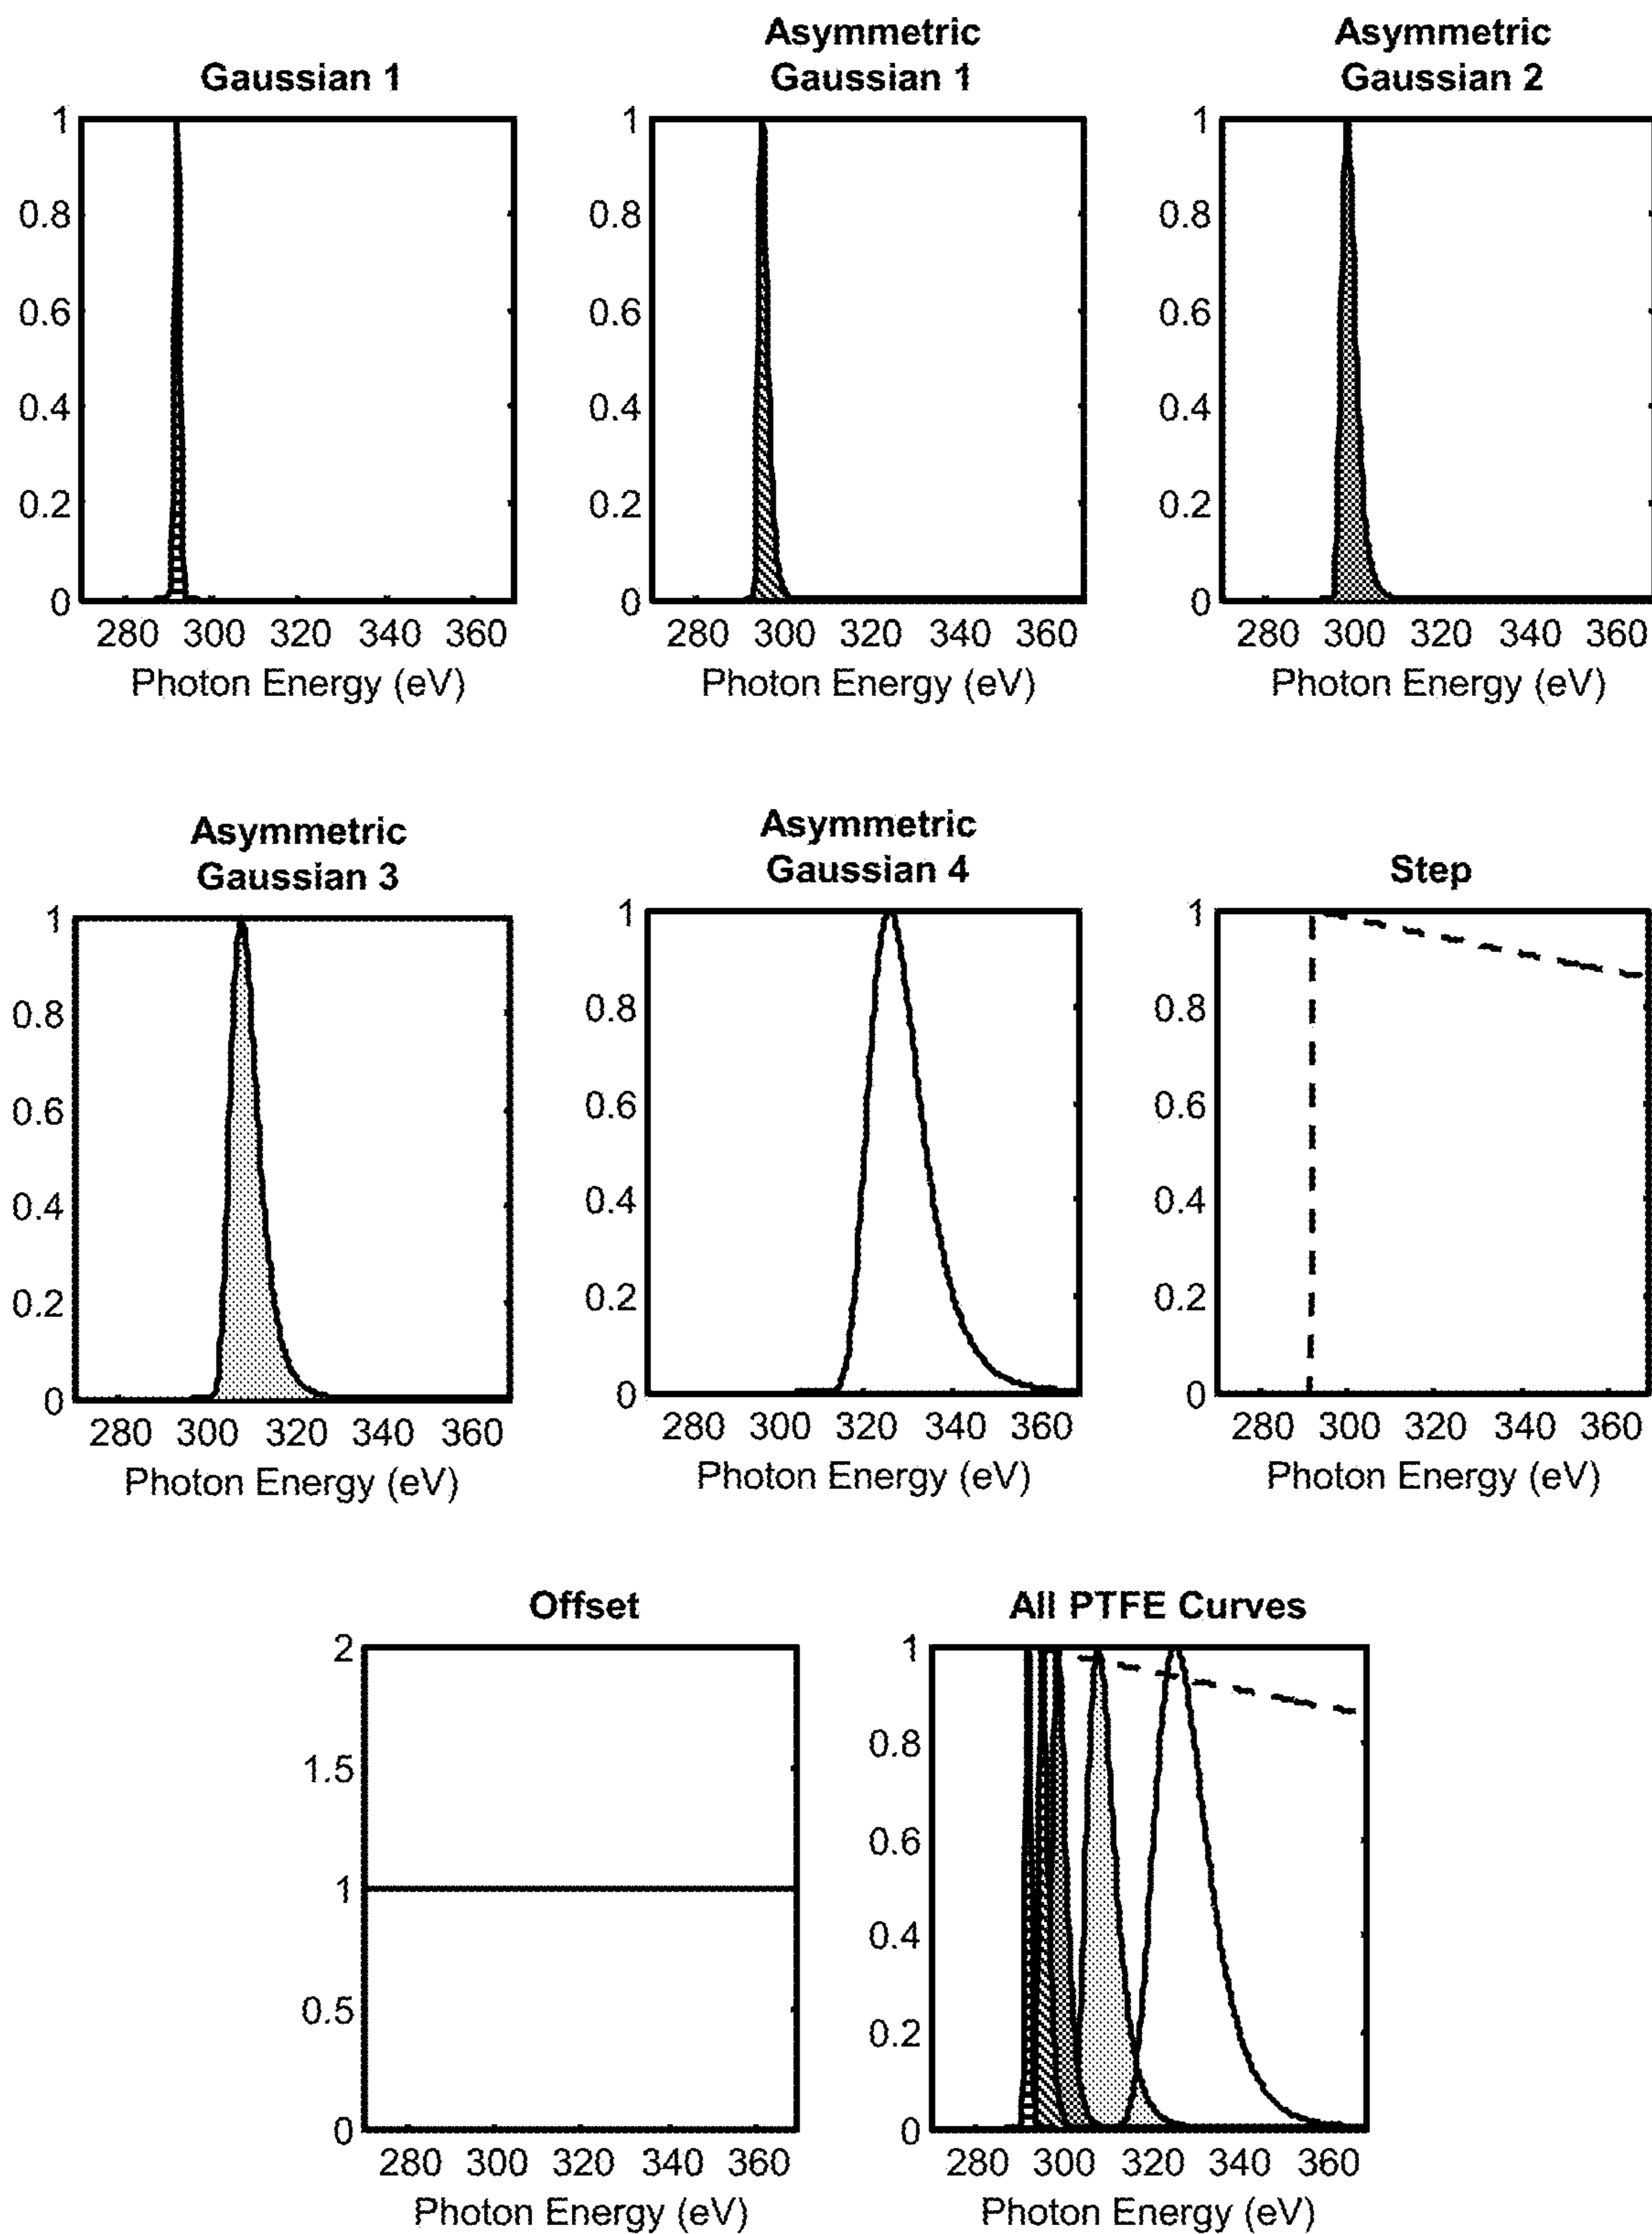 Gaussian 1
1
0.8
0.6
0.4
0.2
0
280 300 320 340 360
Photon Energy (eV)
Asymmetric
Gaussian 1
1
0.8
0.6
0.4
0.2
0
280 300 320 340 360
Photon Energy (eV)
Asymmetric
Gaussian 2
1
0.8
0.6
0.4
0.2
0
280 300 320 340 360
Photon Energy (eV)
Asymmetric
Gaussian 3
1
0.8
0.6
0.4
0.2
0
280 300 320 340 360
Photon Energy (eV)
Asymmetric
Gaussian 4
1
0.8
0.6
0.4
0.2
0
280 300 320 340 360
Photon Energy (eV)
Step
1
0.8
0.6
0.4
0.2
0
280 300 320 340 360
Photon Energy (eV)
Offset
2
1.5
1
0.5
0
280 300 320 340 360
Photon Energy (eV)
All PTFE Curves
1
0.8
0.6
0.4
0.2
0
280 300 320 340 360
Photon Energy (eV)